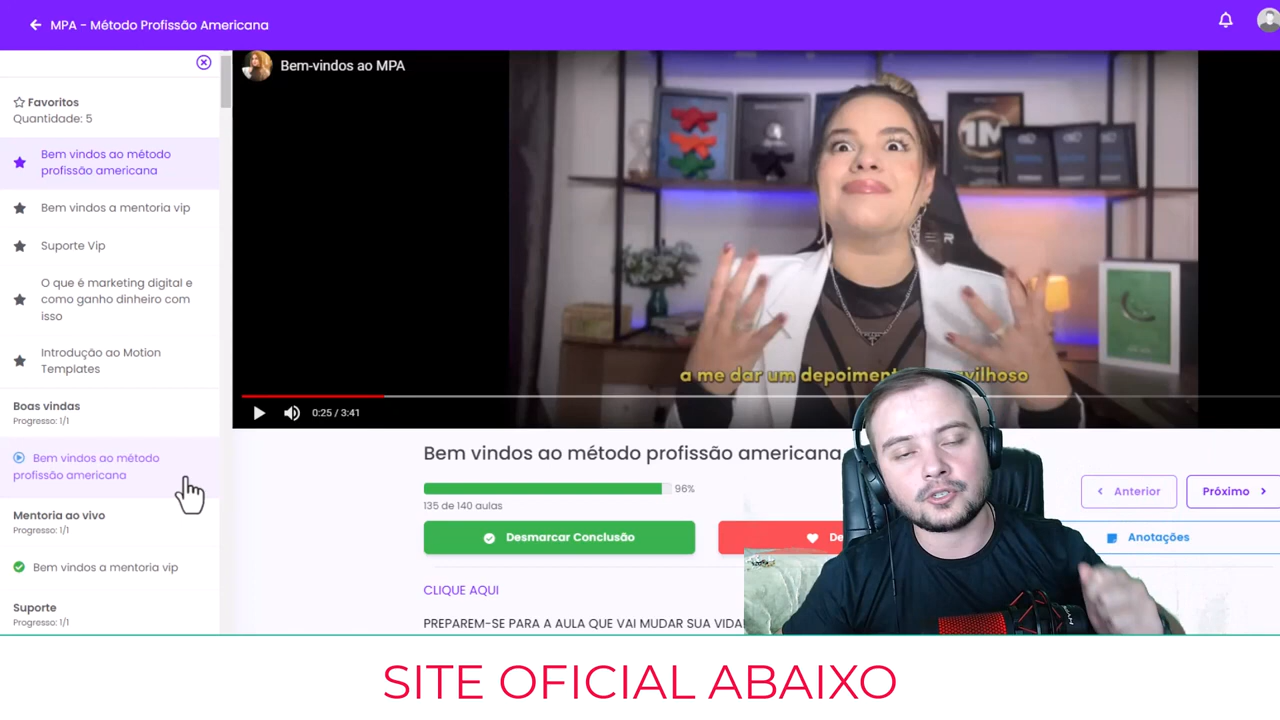 MPA - Método Profissão Americana
Favoritos
Quantidade: 5
Bem vindos ao método
profissão americana
Bem vindos a mentoria vip
Suporte Vip
O que é marketing digital e
como ganho dinheiro com
isso
Introdução ao Motion
Templates
Boas vindas
Progresso: 1/1
Bem vindos ao método
profissão americana
Mentoria ao vivo
Progresso: 1/1
Bem vindos a mentoria vip
Suporte
Progresso: 1/1
Bem-vindos ao MPA
1M
a me dar um
0:25 / 3:41
Bem vindos ao método profissão americana
96%
135 de 140 aulas
Anterior
Próximo
Desmarcar Conclusão
Anotações
CLIQUE AQUI
PREPAREM-SE PARA A AULA QUE VAI MUDAR SUA
SITE OFICIAL ABAIXO